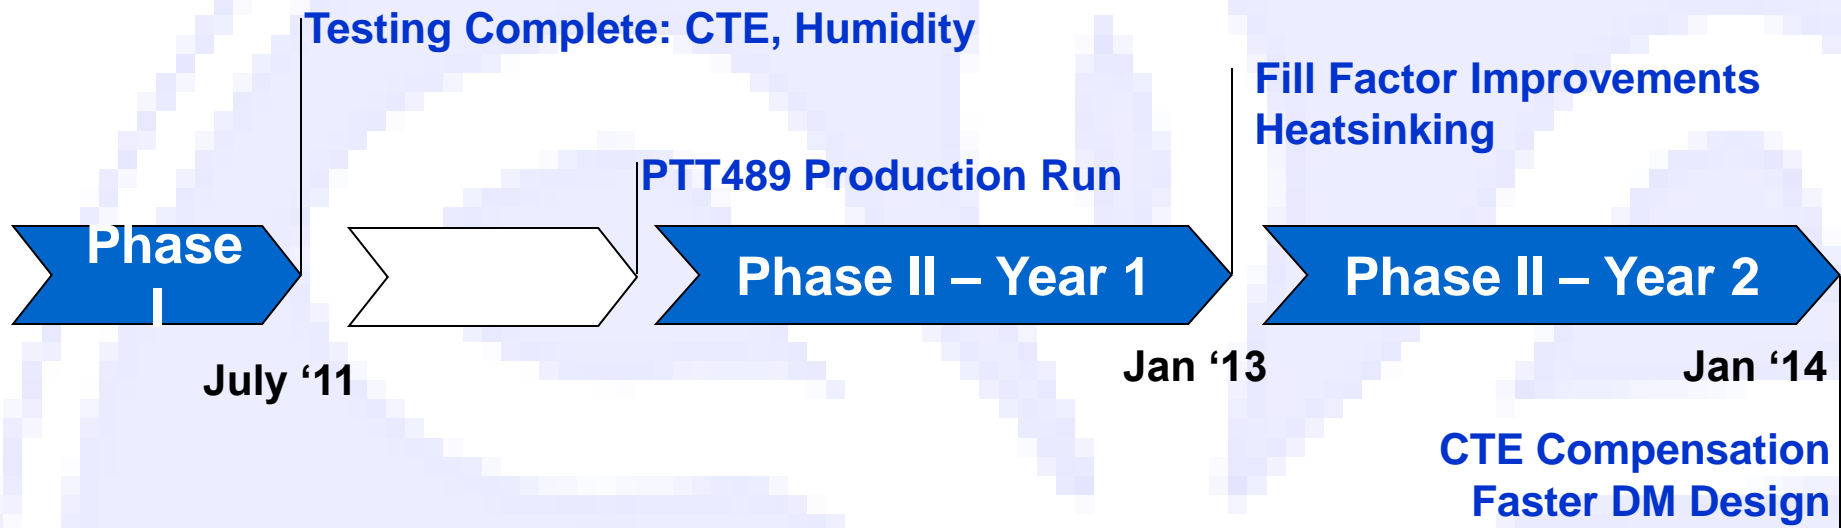 Testing Complete: CTE, Humidity
Fill Factor Improvements
Heatsinking
PTT489 Production Run
Phase
I
Phase II – Year 1
Phase II – Year 2
July ‘11
Jan ‘13
Jan ‘14
CTE Compensation
Faster DM Design